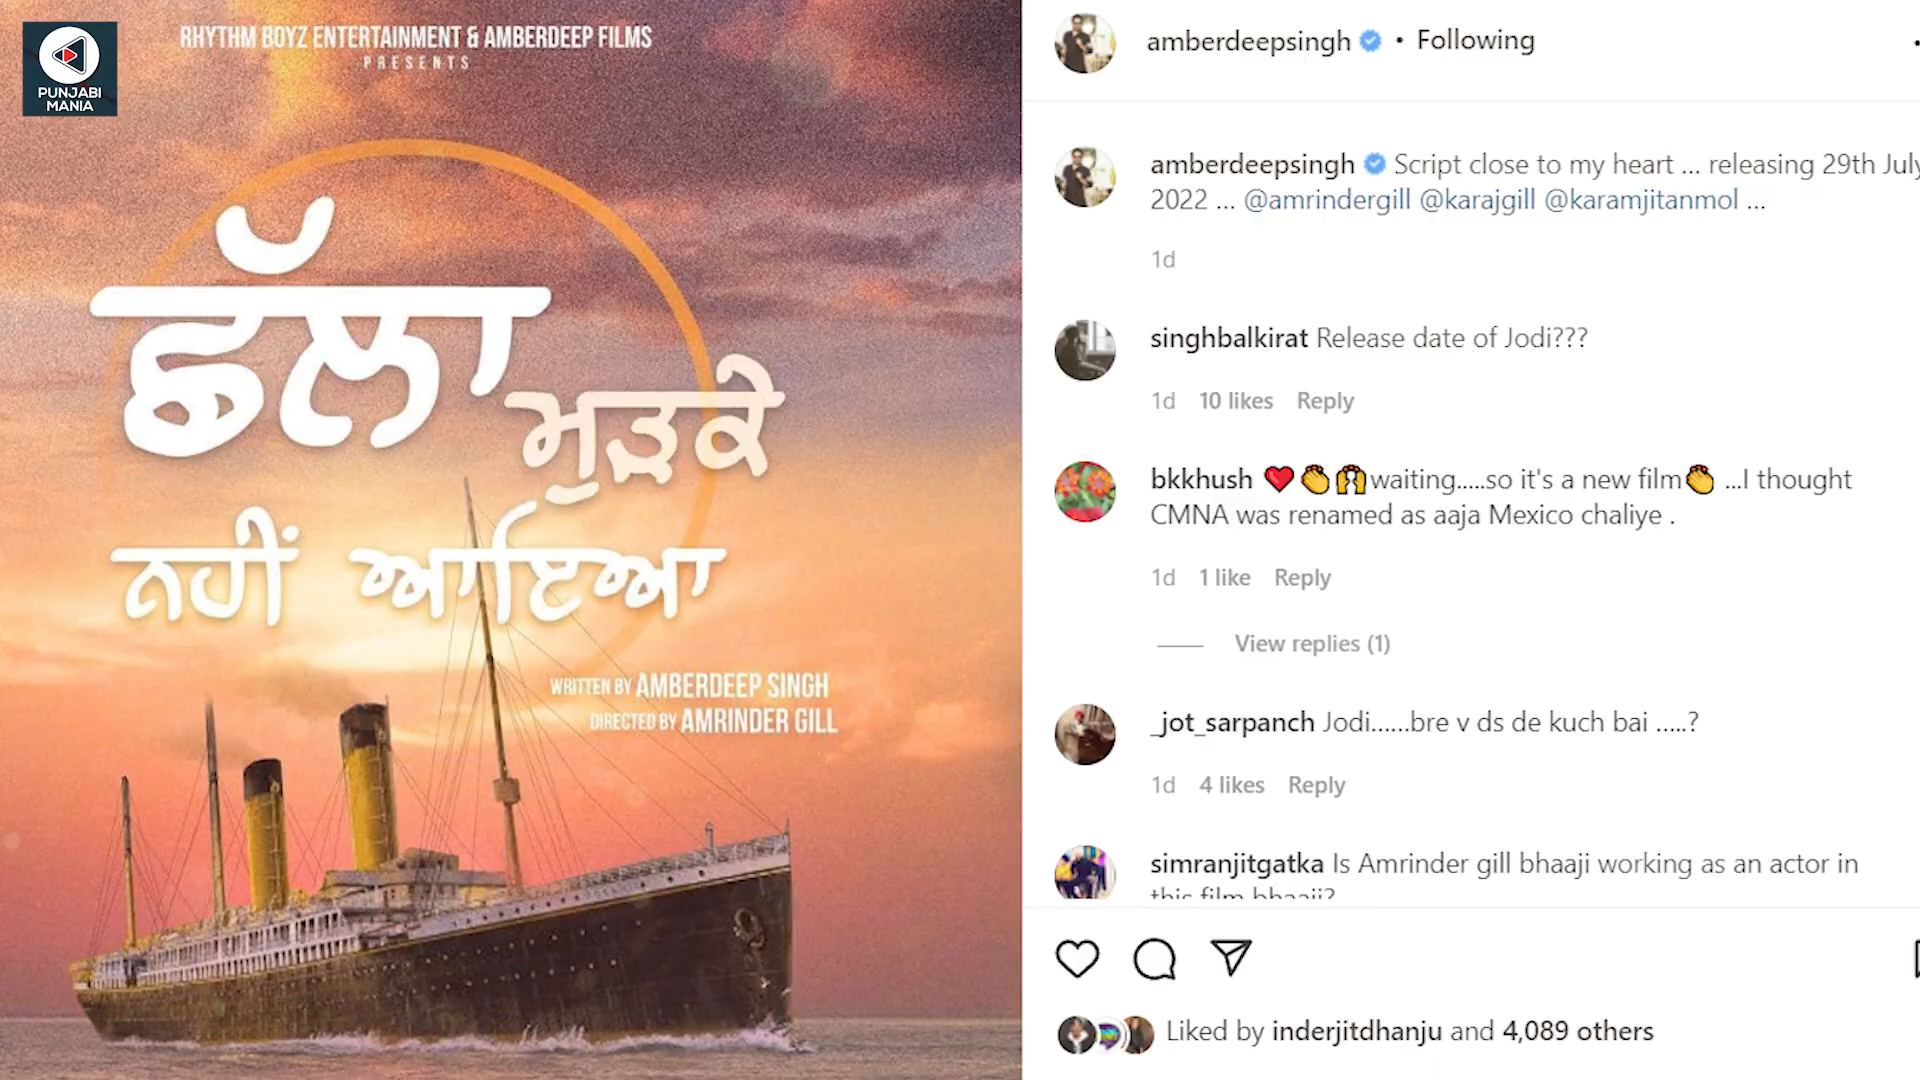 PUNJABI
MANIA
RHYTHM BOYZ ENTERTAINMENT & AMBERDEEP FILMS
PRESENTS
ਛੱਲਾ
ਮੁੜਕੇ
ਨਹੀਂ ਆਇਆ
WRITTEN BY AMBERDEEP SINGH
DIRECTED BY AMRINDER GILL
amberdeepsingh • Following
amberdeepsingh Script close to my heart ... releasing 29th July
2022 ... @amrindergill @karajgill @karamjitanmol ...
1d
singhbalkirat Release date of Jodi???
1d 10 likes Reply
bkkhush ❤️👏🙌waiting.....so it's a new film👏 ...I thought
CMNA was renamed as aaja Mexico chaliye .
1d 1 like Reply
View replies (1)
_jot_sarpanch Jodi......bre v ds de kuch bai .....?
1d 4 likes Reply
simranjitgatka Is Amrinder gill bhaaji working as an actor in
this film bhaaji?
Liked by inderjitdhanju and 4,089 others